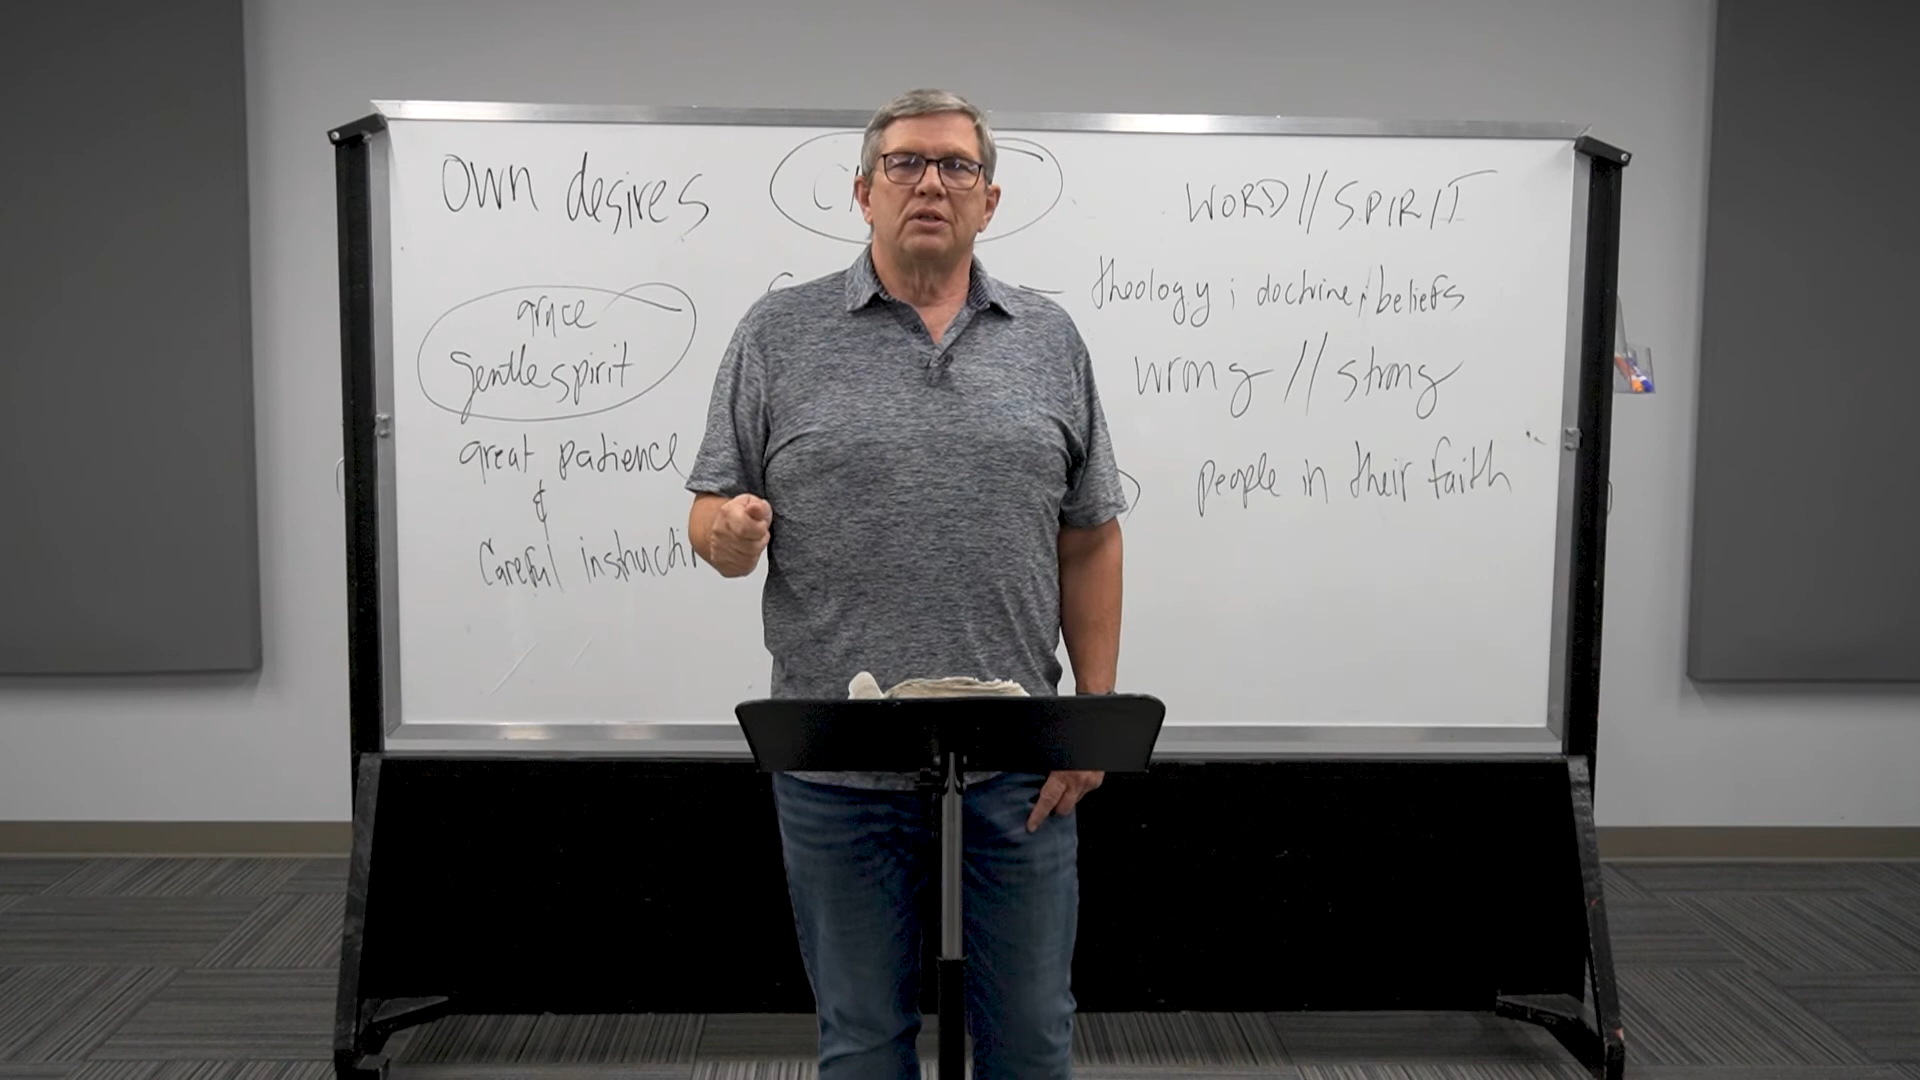 own desires
WORD//SPIRIT
grace
gentle spirit
theology; doctrine; beliefs
wrong // strong
great patience
&
people in their faith
Careful